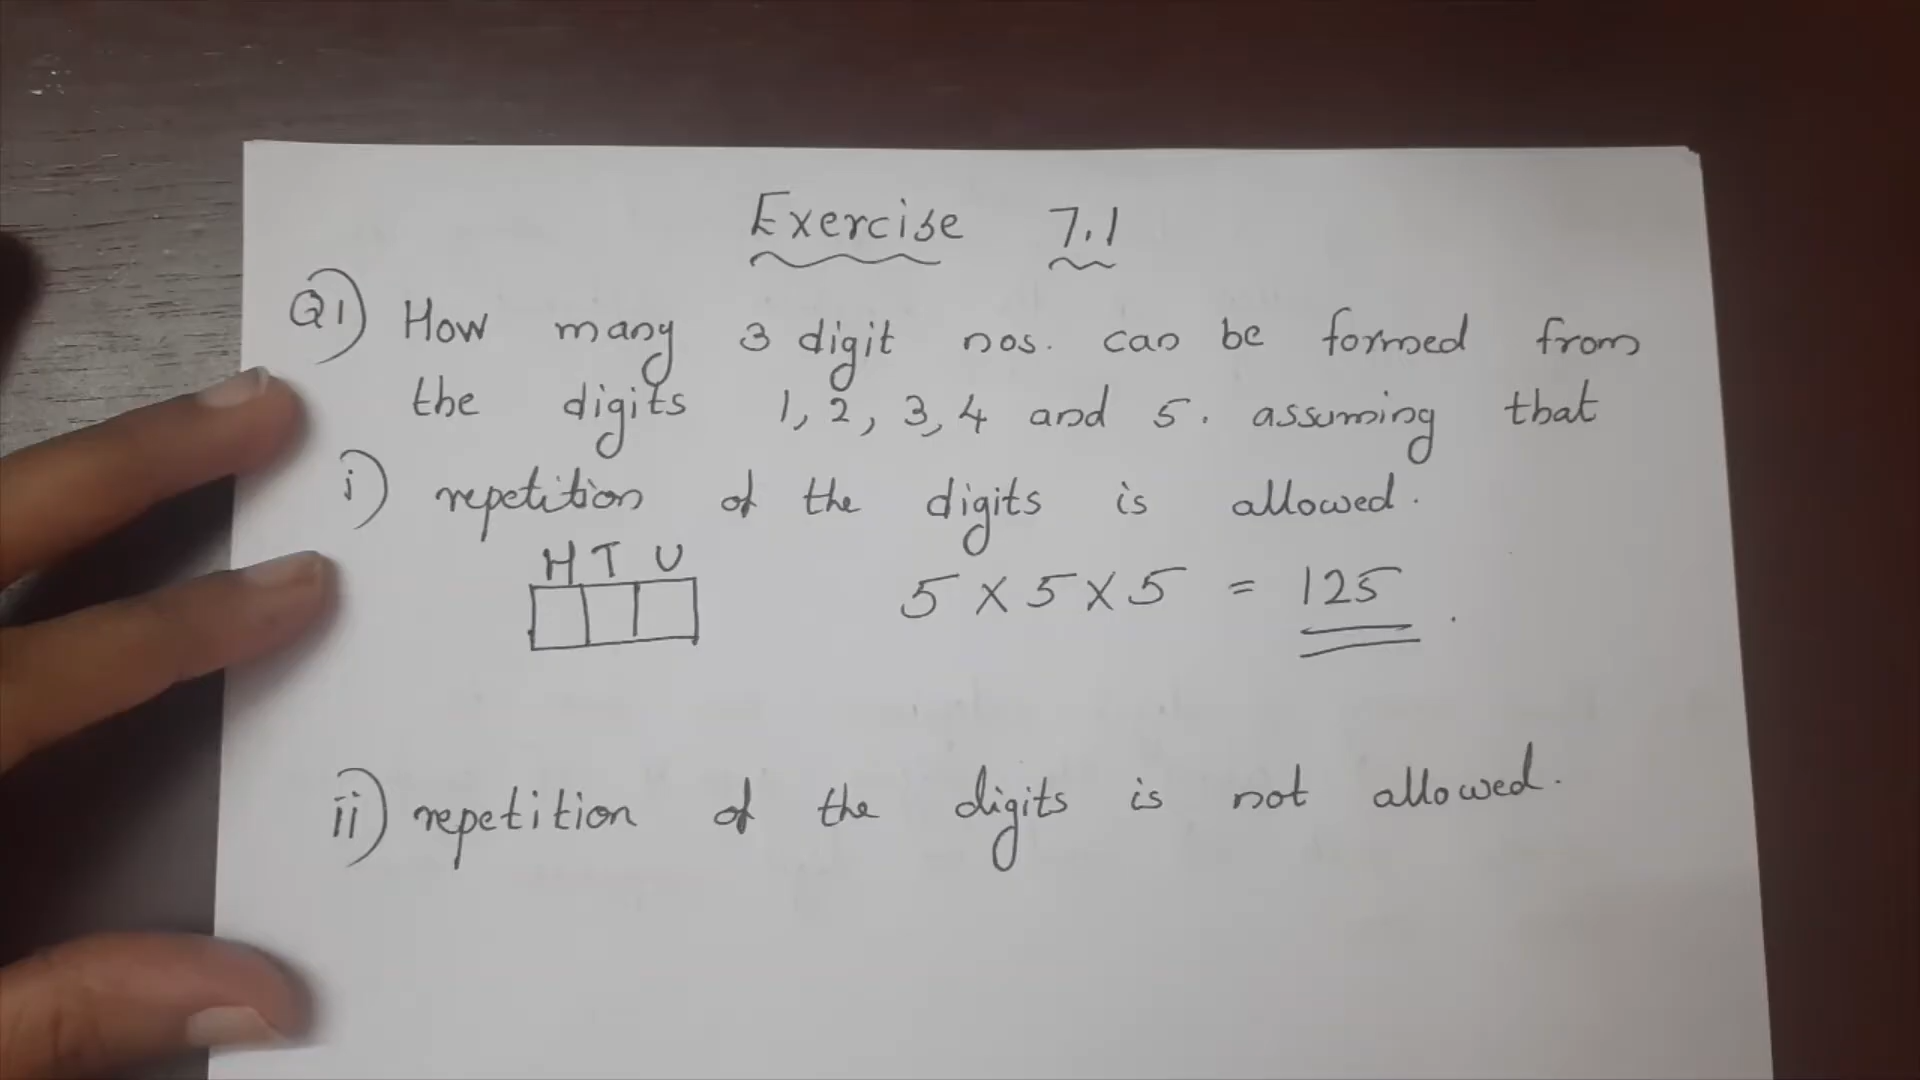 Exercise 7.1
Q1) How many 3 digit nos. can be formed from
the digits 1, 2, 3, 4 and 5. assuming that
i) repetition of the digits is allowed.
H T U
5 × 5 × 5 = 125
ii) repetition of the digits is not allowed.